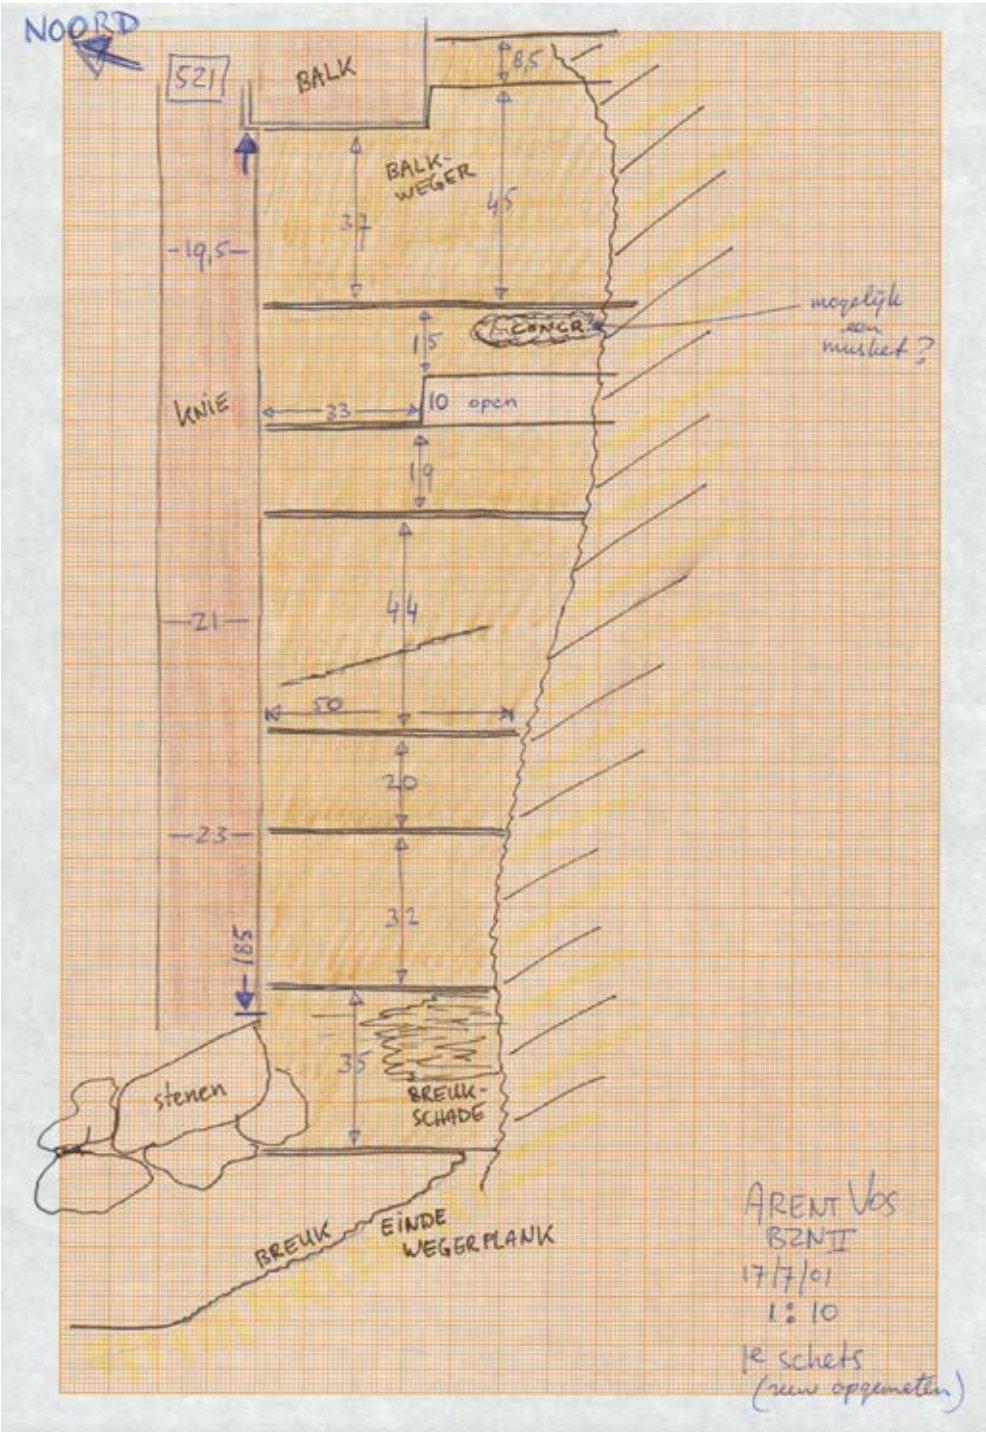 NOORD
521
BALK
8,5
BALK-
WEGER
37
45
-19,5-
15
CONCR.
mogelijk
een
musket?
KNIE
33
10 open
19
44
-21-
50
20
-23-
32
185
35
stenen
BREUK-
SCHADE
BREUK
EINDE
WEGERPLANK
ARENT VOS
BZN II
17/7/01
1:10
1e schets
(ruw opgemeten)